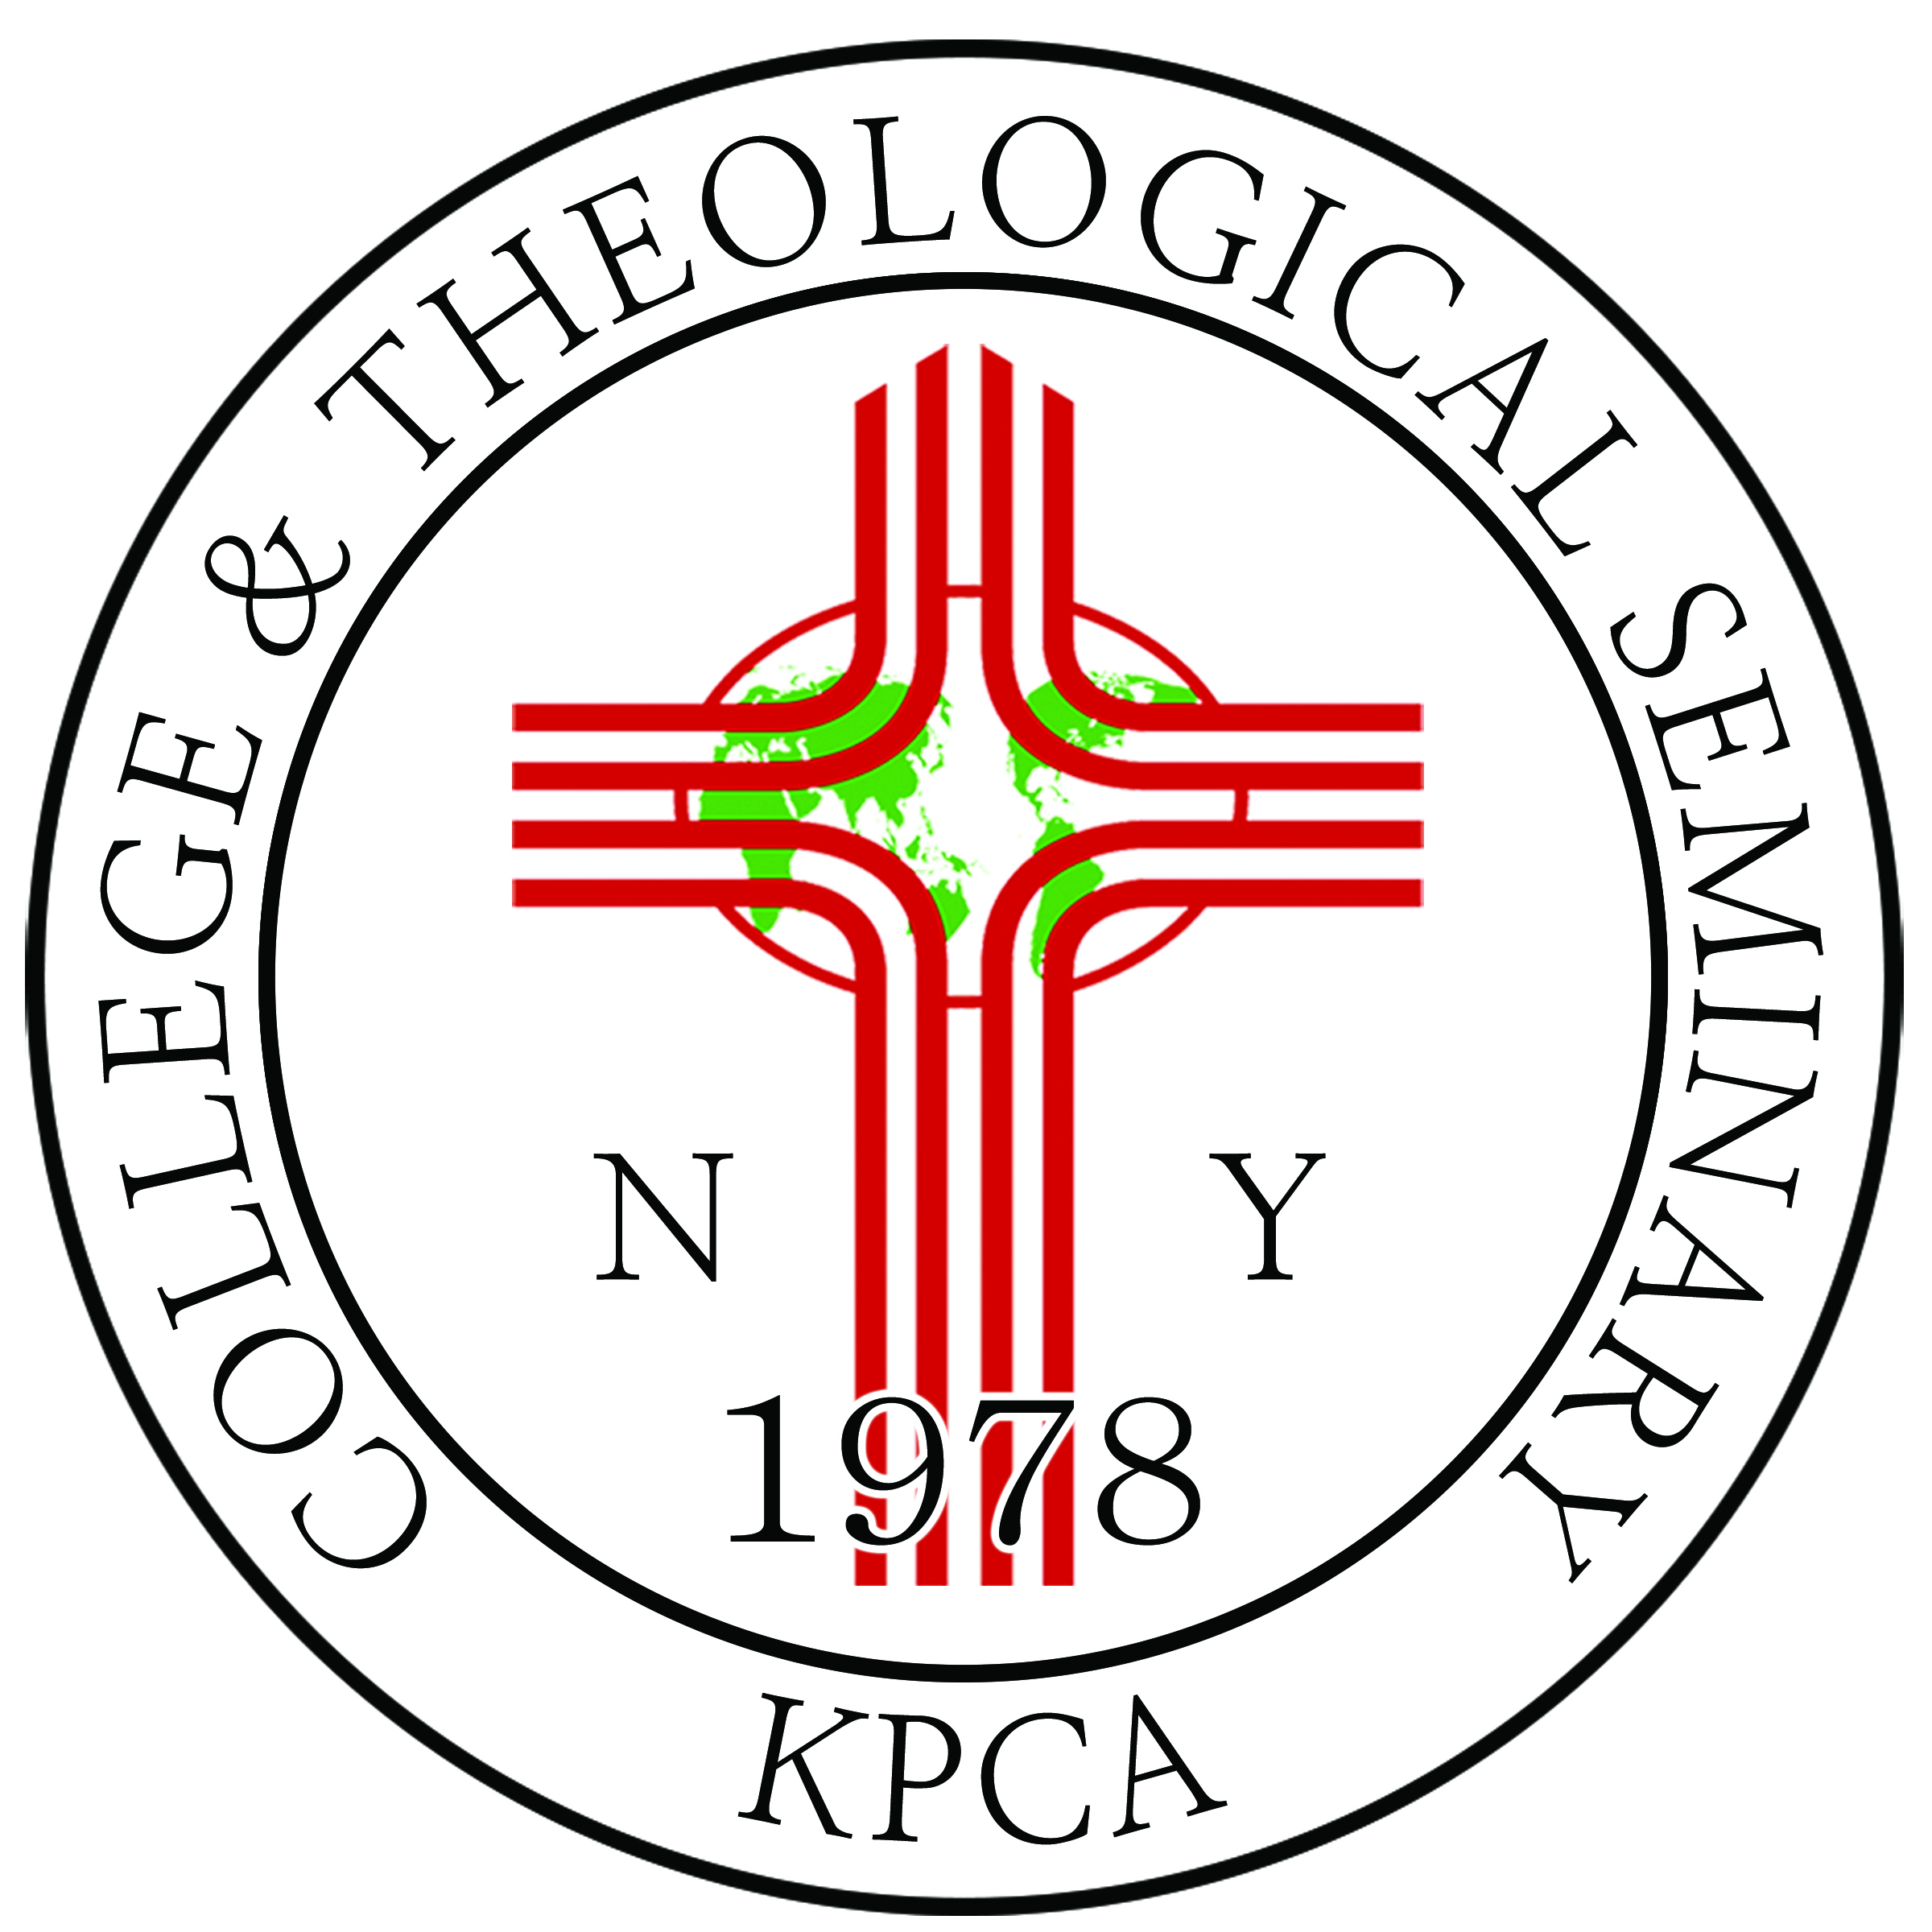 COLLEGE & THEOLOGICAL SEMINARY
N Y
1978
KPCA